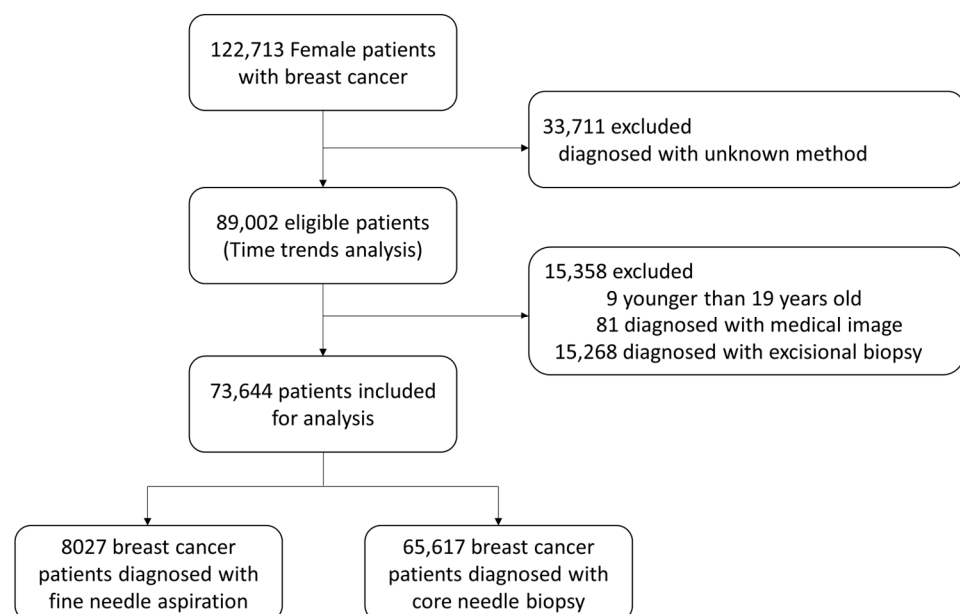 122,713 Female patients
with breast cancer
33,711 excluded
diagnosed with unknown method
89,002 eligible patients
(Time trends analysis)
15,358 excluded
9 younger than 19 years old
81 diagnosed with medical image
15,268 diagnosed with excisional biopsy
73,644 patients included
for analysis
8027 breast cancer
patients diagnosed with
fine needle aspiration
65,617 breast cancer
patients diagnosed with
core needle biopsy